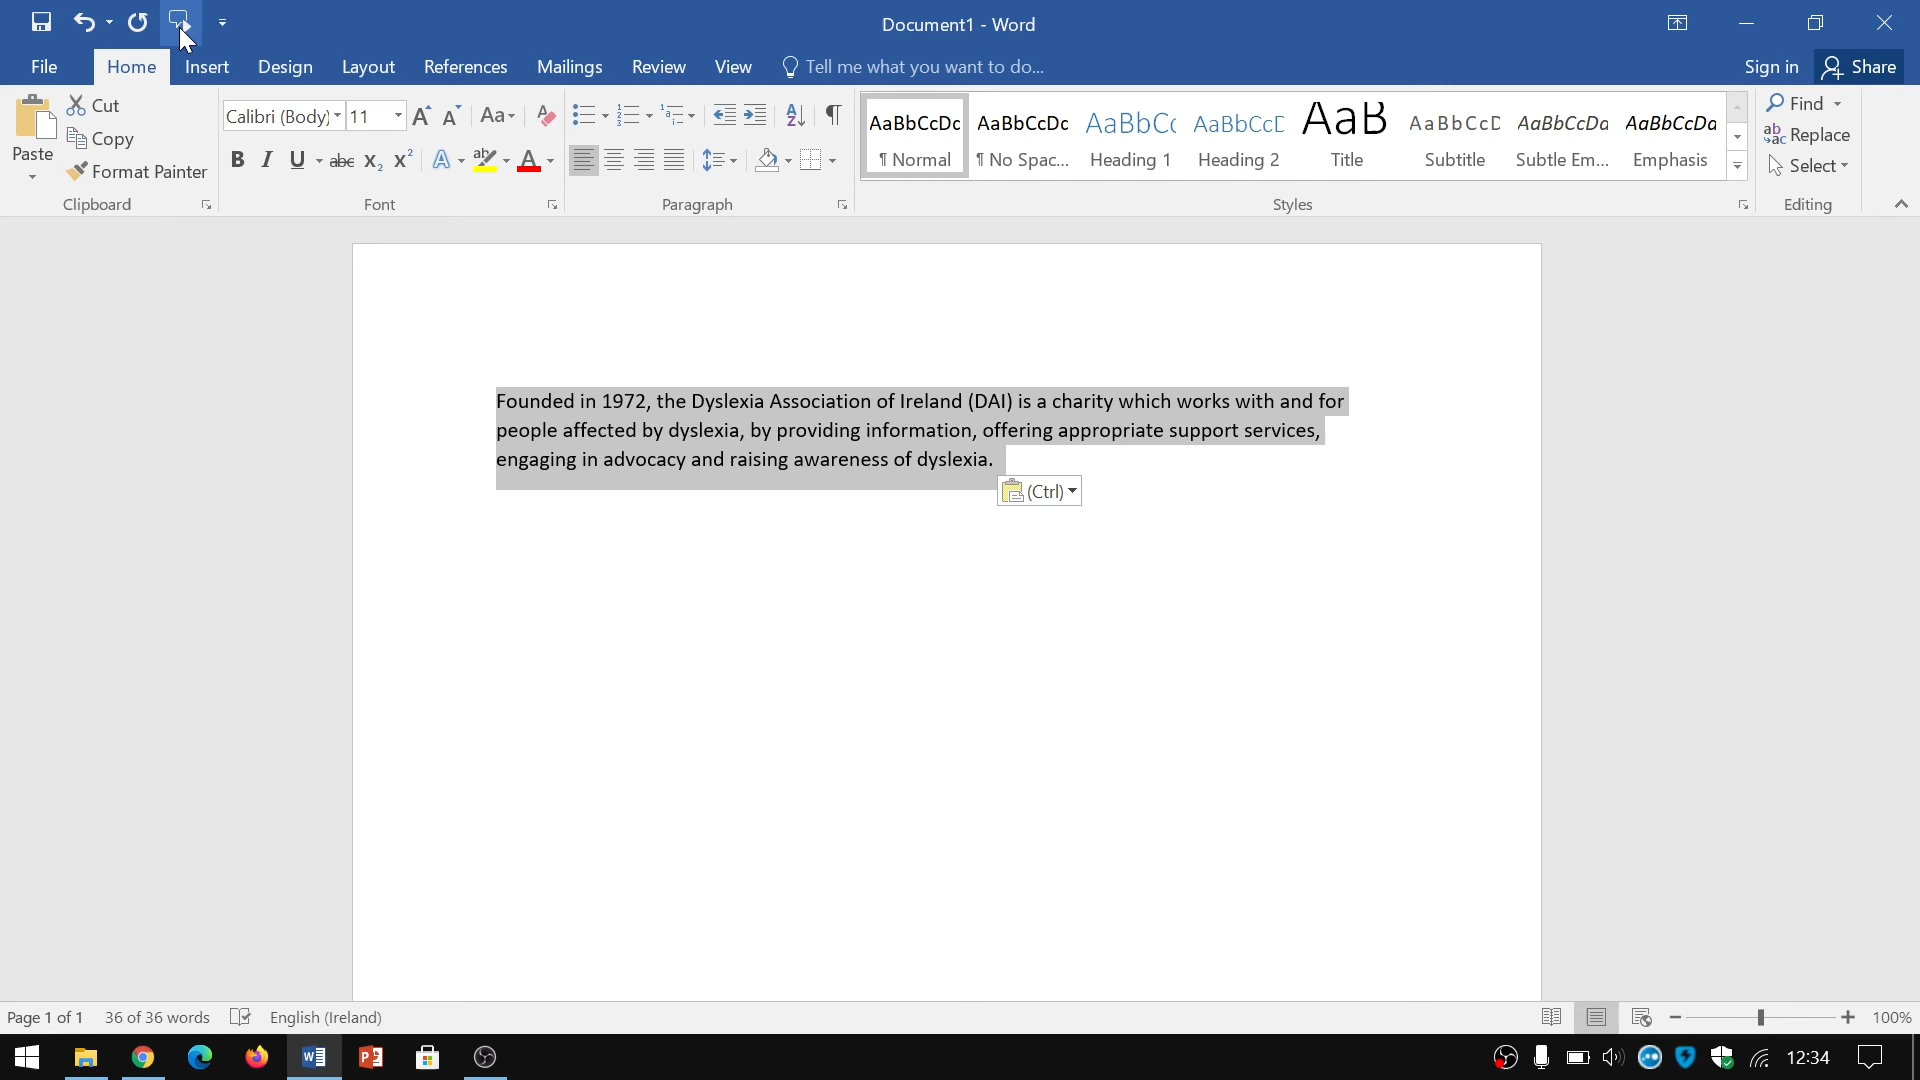 Document1 - Word
File Home Insert Design Layout References Mailings Review View Tell me what you want to do... Sign in Share
Paste
Cut
Copy
Format Painter
Clipboard
Calibri (Body) 11 Aa
B I U abc X₂ X² A ab A
Font
Paragraph
AaBbCcDc AaBbCcDc AaBbCc AaBbCcD AaB AaBbCcD AaBbCcDa AaBbCcDa
¶ Normal ¶ No Spac... Heading 1 Heading 2 Title Subtitle Subtle Em... Emphasis
Styles
Find
Replace
Select
Editing
Founded in 1972, the Dyslexia Association of Ireland (DAI) is a charity which works with and for
people affected by dyslexia, by providing information, offering appropriate support services,
engaging in advocacy and raising awareness of dyslexia.
(Ctrl)
Page 1 of 1 36 of 36 words English (Ireland) 100%
12:34